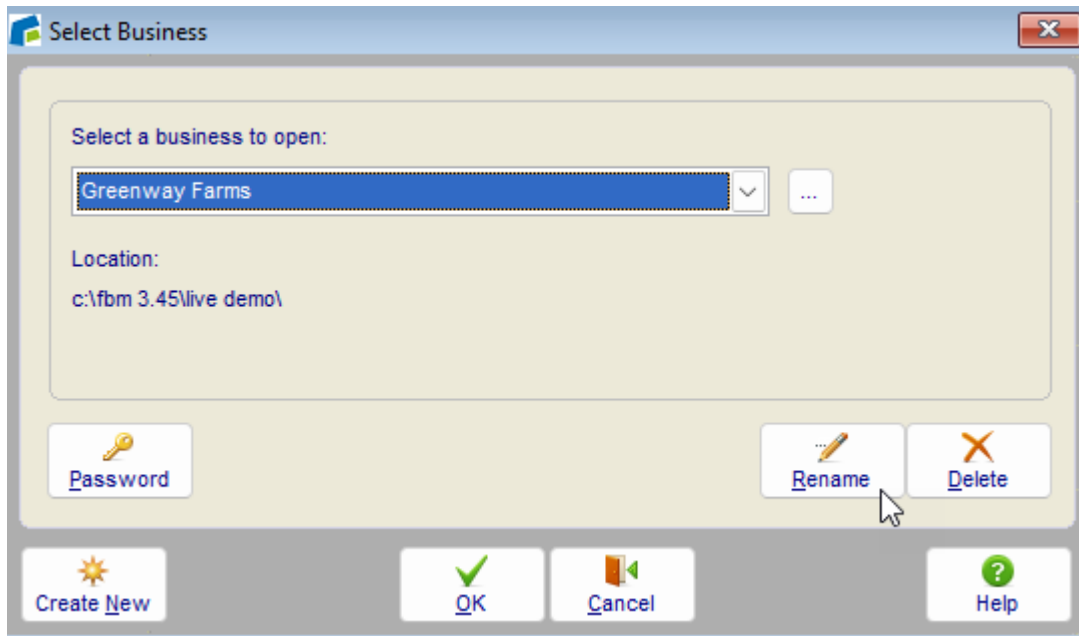 Select Business
Select a business to open:
Greenway Farms
...
Location:
c:\fbm 3.45\live demo\
Password
Rename
Delete
Create New
OK
Cancel
Help